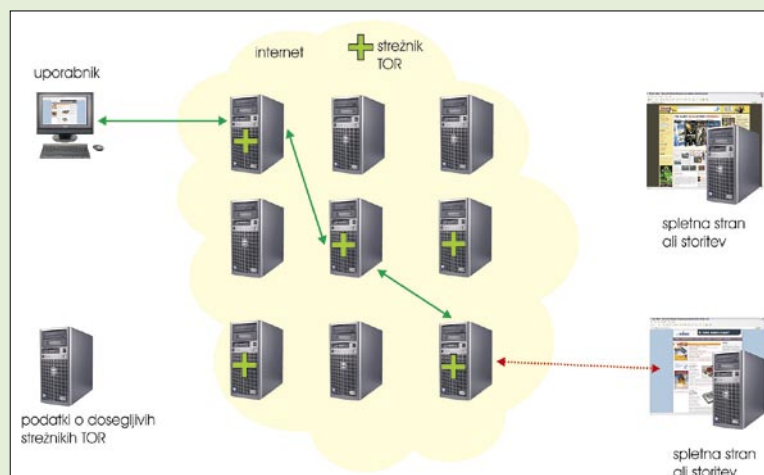 internet
strežnik
TOR
uporabnik
spletna stran
ali storitev
podatki o dosegljivih
strežnikih TOR
spletna stran
ali storitev